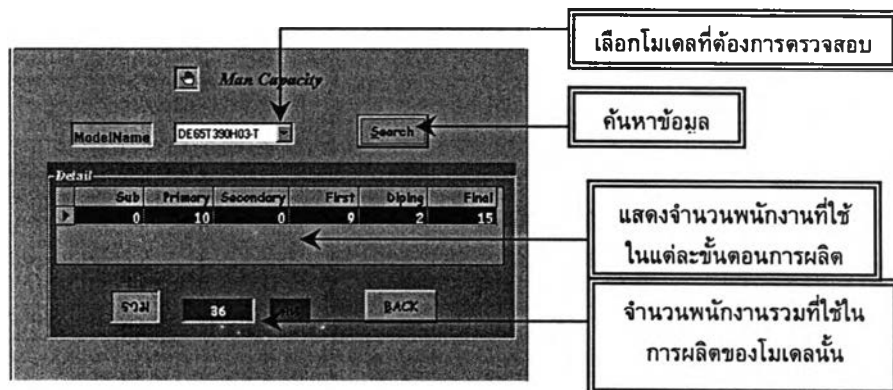 เลือกโมเดลที่ต้องการตรวจสอบ
Man Capacity
ModelName DE65T390H03-T Search
ค้นหาข้อมูล
Detail
Sub Primary Secondary First Diping Final
0 10 0 9 2 15
แสดงจำนวนพนักงานที่ใช้
ในแต่ละขั้นตอนการผลิต
รวม 36 BACK
จำนวนพนักงานรวมที่ใช้ใน
การผลิตของโมเดลนั้น